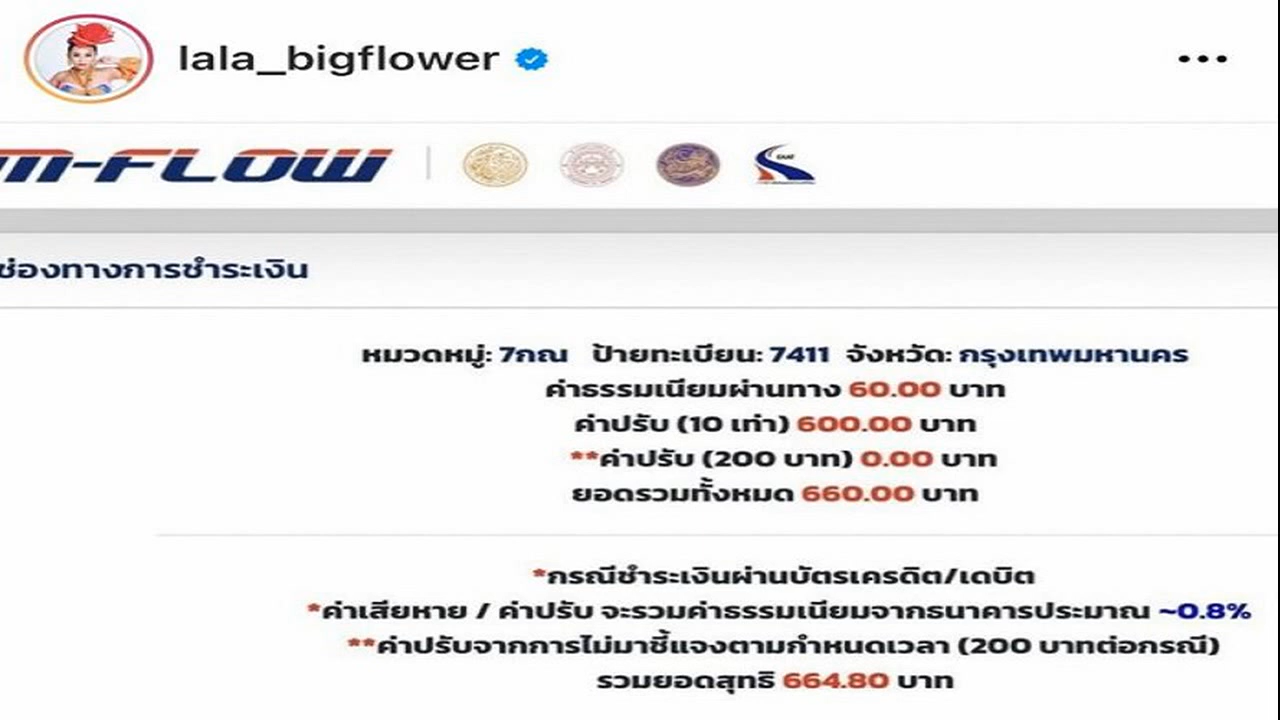 lala_bigflower
M-FLOW
ช่องทางการชำระเงิน
หมวดหมู่: 7กณ ป้ายทะเบียน: 7411 จังหวัด: กรุงเทพมหานคร
ค่าธรรมเนียมผ่านทาง 60.00 บาท
ค่าปรับ (10 เท่า) 600.00 บาท
**ค่าปรับ (200 บาท) 0.00 บาท
ยอดรวมทั้งหมด 660.00 บาท
*กรณีชำระเงินผ่านบัตรเครดิต/เดบิต
*ค่าเสียหาย / ค่าปรับ จะรวมค่าธรรมเนียมจากธนาคารประมาณ ~0.8%
**ค่าปรับจากการไม่มาชี้แจงตามกำหนดเวลา (200 บาทต่อกรณี)
รวมยอดสุทธิ 664.80 บาท